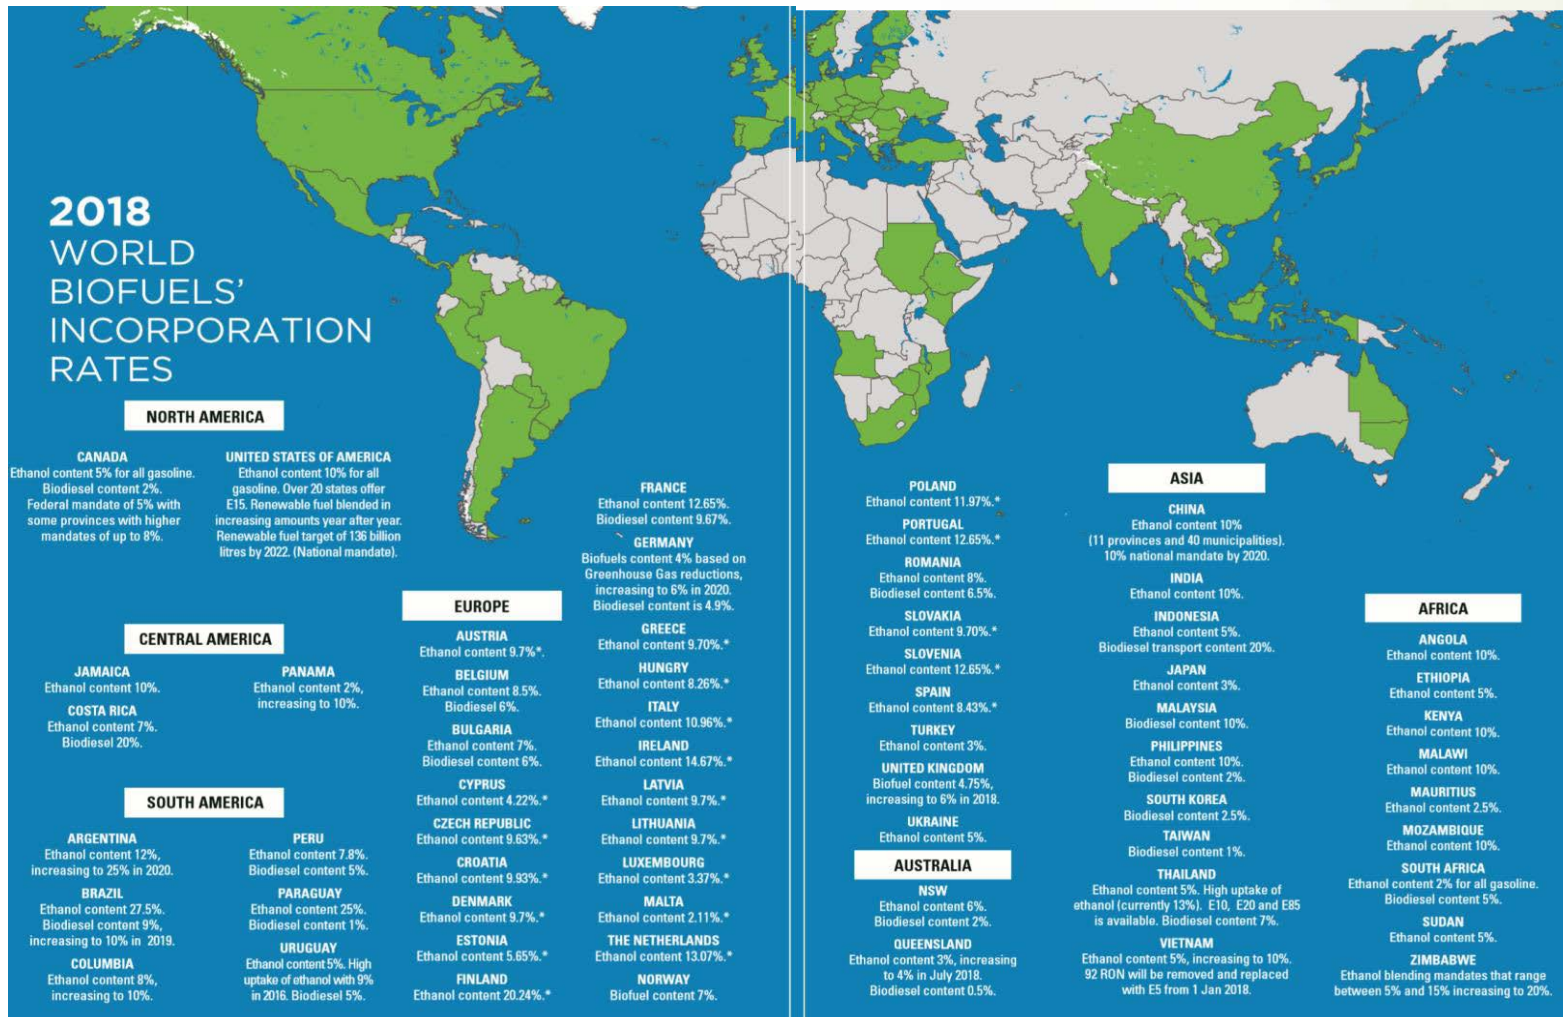 2018
WORLD
BIOFUELS’
INCORPORATION
RATES
NORTH AMERICA
CANADA
Ethanol content 5% for all gasoline.
Biodiesel content 2%.
Federal mandate of 5% with
some provinces with higher
mandates of up to 8%.
UNITED STATES OF AMERICA
Ethanol content 10% for all
gasoline. Over 20 states offer
E15. Renewable fuel blended in
increasing amounts year after year.
Renewable fuel target of 136 billion
litres by 2022. (National mandate).
CENTRAL AMERICA
JAMAICA
Ethanol content 10%.
COSTA RICA
Ethanol content 7%.
Biodiesel 20%.
PANAMA
Ethanol content 2%,
increasing to 10%.
SOUTH AMERICA
ARGENTINA
Ethanol content 12%,
increasing to 25% in 2020.
BRAZIL
Ethanol content 27.5%.
Biodiesel content 9%,
increasing to 10% in 2019.
COLUMBIA
Ethanol content 8%,
increasing to 10%.
PERU
Ethanol content 7.8%.
Biodiesel content 5%.
PARAGUAY
Ethanol content 25%.
Biodiesel content 1%.
URUGUAY
Ethanol content 5%. High
uptake of ethanol with 9%
in 2016. Biodiesel 5%.
EUROPE
AUSTRIA
Ethanol content 9.7%*.
BELGIUM
Ethanol content 8.5%.
Biodiesel 6%.
BULGARIA
Ethanol content 7%.
Biodiesel content 6%.
CYPRUS
Ethanol content 4.22%.*
CZECH REPUBLIC
Ethanol content 9.63%.*
CROATIA
Ethanol content 9.93%.*
DENMARK
Ethanol content 9.7%.*
ESTONIA
Ethanol content 5.65%.*
FINLAND
Ethanol content 20.24%.*
FRANCE
Ethanol content 12.65%.
Biodiesel content 9.67%.
GERMANY
Biofuels content 4% based on
Greenhouse Gas reductions,
increasing to 6% in 2020.
Biodiesel content is 4.9%.
GREECE
Ethanol content 9.70%.*
HUNGRY
Ethanol content 8.26%.*
ITALY
Ethanol content 10.96%.*
IRELAND
Ethanol content 14.67%.*
LATVIA
Ethanol content 9.7%.*
LITHUANIA
Ethanol content 9.7%.*
LUXEMBOURG
Ethanol content 3.37%.*
MALTA
Ethanol content 2.11%.*
THE NETHERLANDS
Ethanol content 13.07%.*
NORWAY
Biofuel content 7%.
POLAND
Ethanol content 11.97%.*
PORTUGAL
Ethanol content 12.65%.*
ROMANIA
Ethanol content 8%.
Biodiesel content 6.5%.
SLOVAKIA
Ethanol content 9.70%.*
SLOVENIA
Ethanol content 12.65%.*
SPAIN
Ethanol content 8.43%.*
TURKEY
Ethanol content 3%.
UNITED KINGDOM
Biofuel content 4.75%,
increasing to 6% in 2018.
UKRAINE
Ethanol content 5%.
AUSTRALIA
NSW
Ethanol content 6%.
Biodiesel content 2%.
QUEENSLAND
Ethanol content 3%, increasing
to 4% in July 2018.
Biodiesel content 0.5%.
ASIA
CHINA
Ethanol content 10%
(11 provinces and 40 municipalities).
10% national mandate by 2020.
INDIA
Ethanol content 10%.
INDONESIA
Ethanol content 5%.
Biodiesel transport content 20%.
JAPAN
Ethanol content 3%.
MALAYSIA
Biodiesel content 10%.
PHILIPPINES
Ethanol content 10%.
Biodiesel content 2%.
SOUTH KOREA
Biodiesel content 2.5%.
TAIWAN
Biodiesel content 1%.
THAILAND
Ethanol content 5%. High uptake of
ethanol (currently 13%). E10, E20 and E85
is available. Biodiesel content 7%.
VIETNAM
Ethanol content 5%, increasing to 10%.
92 RON will be removed and replaced
with E5 from 1 Jan 2018.
AFRICA
ANGOLA
Ethanol content 10%.
ETHIOPIA
Ethanol content 5%.
KENYA
Ethanol content 10%.
MALAWI
Ethanol content 10%.
MAURITIUS
Ethanol content 2.5%.
MOZAMBIQUE
Ethanol content 10%.
SOUTH AFRICA
Ethanol content 2% for all gasoline.
Biodiesel content 5%.
SUDAN
Ethanol content 5%.
ZIMBABWE
Ethanol blending mandates that range
between 5% and 15% increasing to 20%.